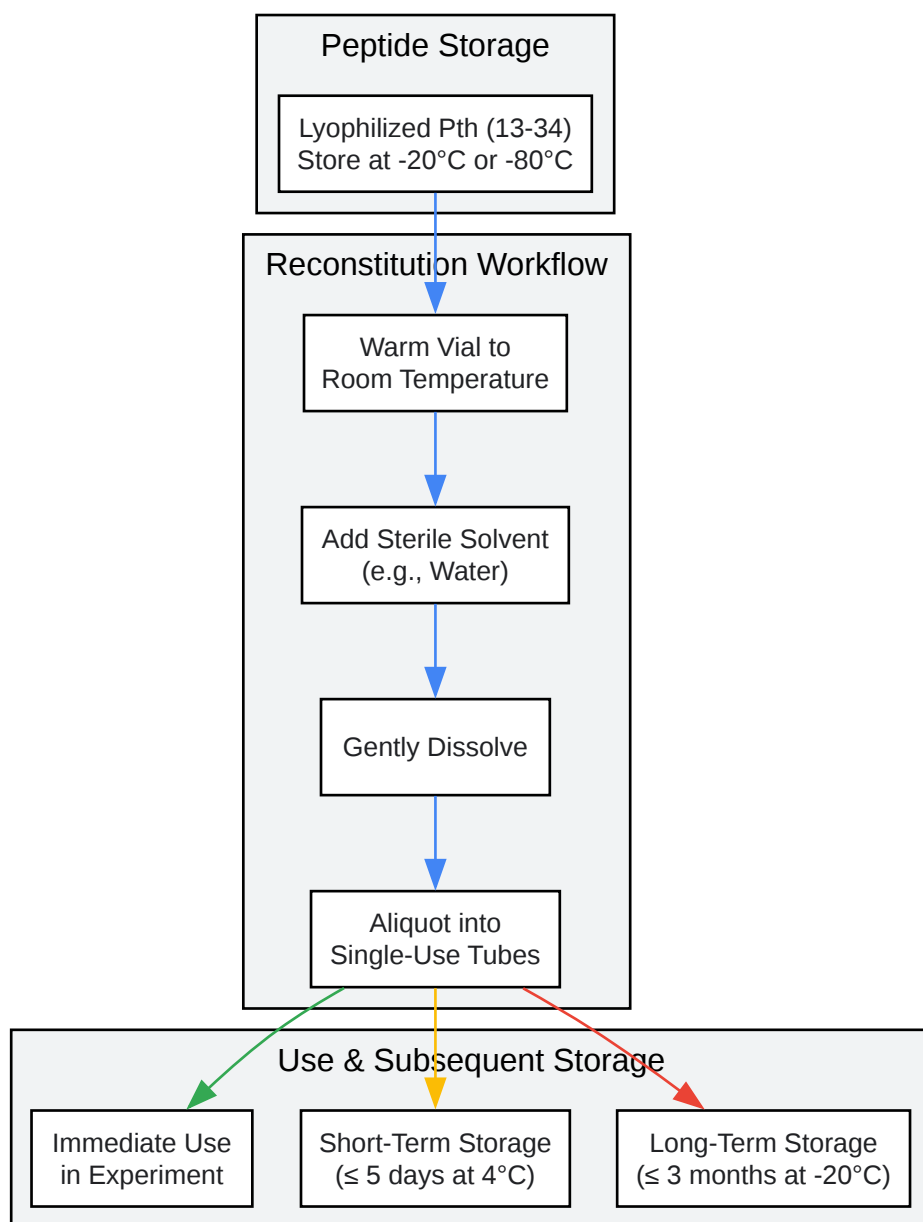 Peptide Storage
Lyophilized Pth (13-34)
Store at -20°C or -80°C
Reconstitution Workflow
Warm Vial to
Room Temperature
Add Sterile Solvent
(e.g., Water)
Gently Dissolve
Aliquot into
Single-Use Tubes
Use & Subsequent Storage
Immediate Use
in Experiment
Short-Term Storage
(≤ 5 days at 4°C)
Long-Term Storage
(≤ 3 months at -20°C)